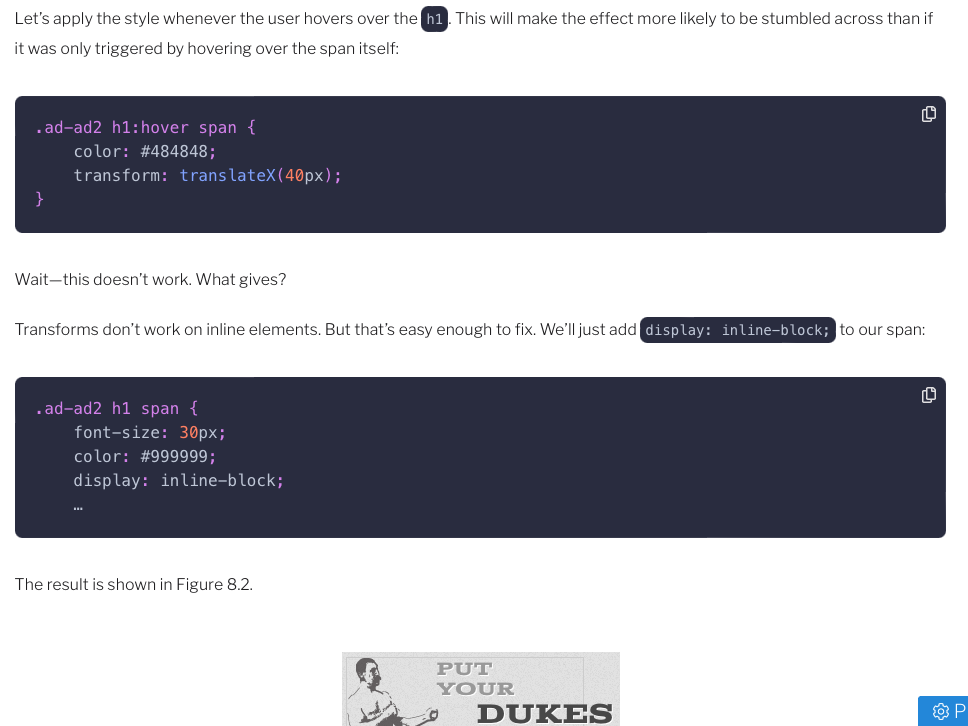 Let’s apply the style whenever the user hovers over the h1. This will make the effect more likely to be stumbled across than if
it was only triggered by hovering over the span itself:
.ad-ad2 h1:hover span {
    color: #484848;
    transform: translateX(40px);
}
Wait—this doesn’t work. What gives?
Transforms don’t work on inline elements. But that’s easy enough to fix. We’ll just add display: inline-block; to our span:
.ad-ad2 h1 span {
    font-size: 30px;
    color: #999999;
    display: inline-block;
    …
The result is shown in Figure 8.2.
PUT
YOUR
DUKES
P